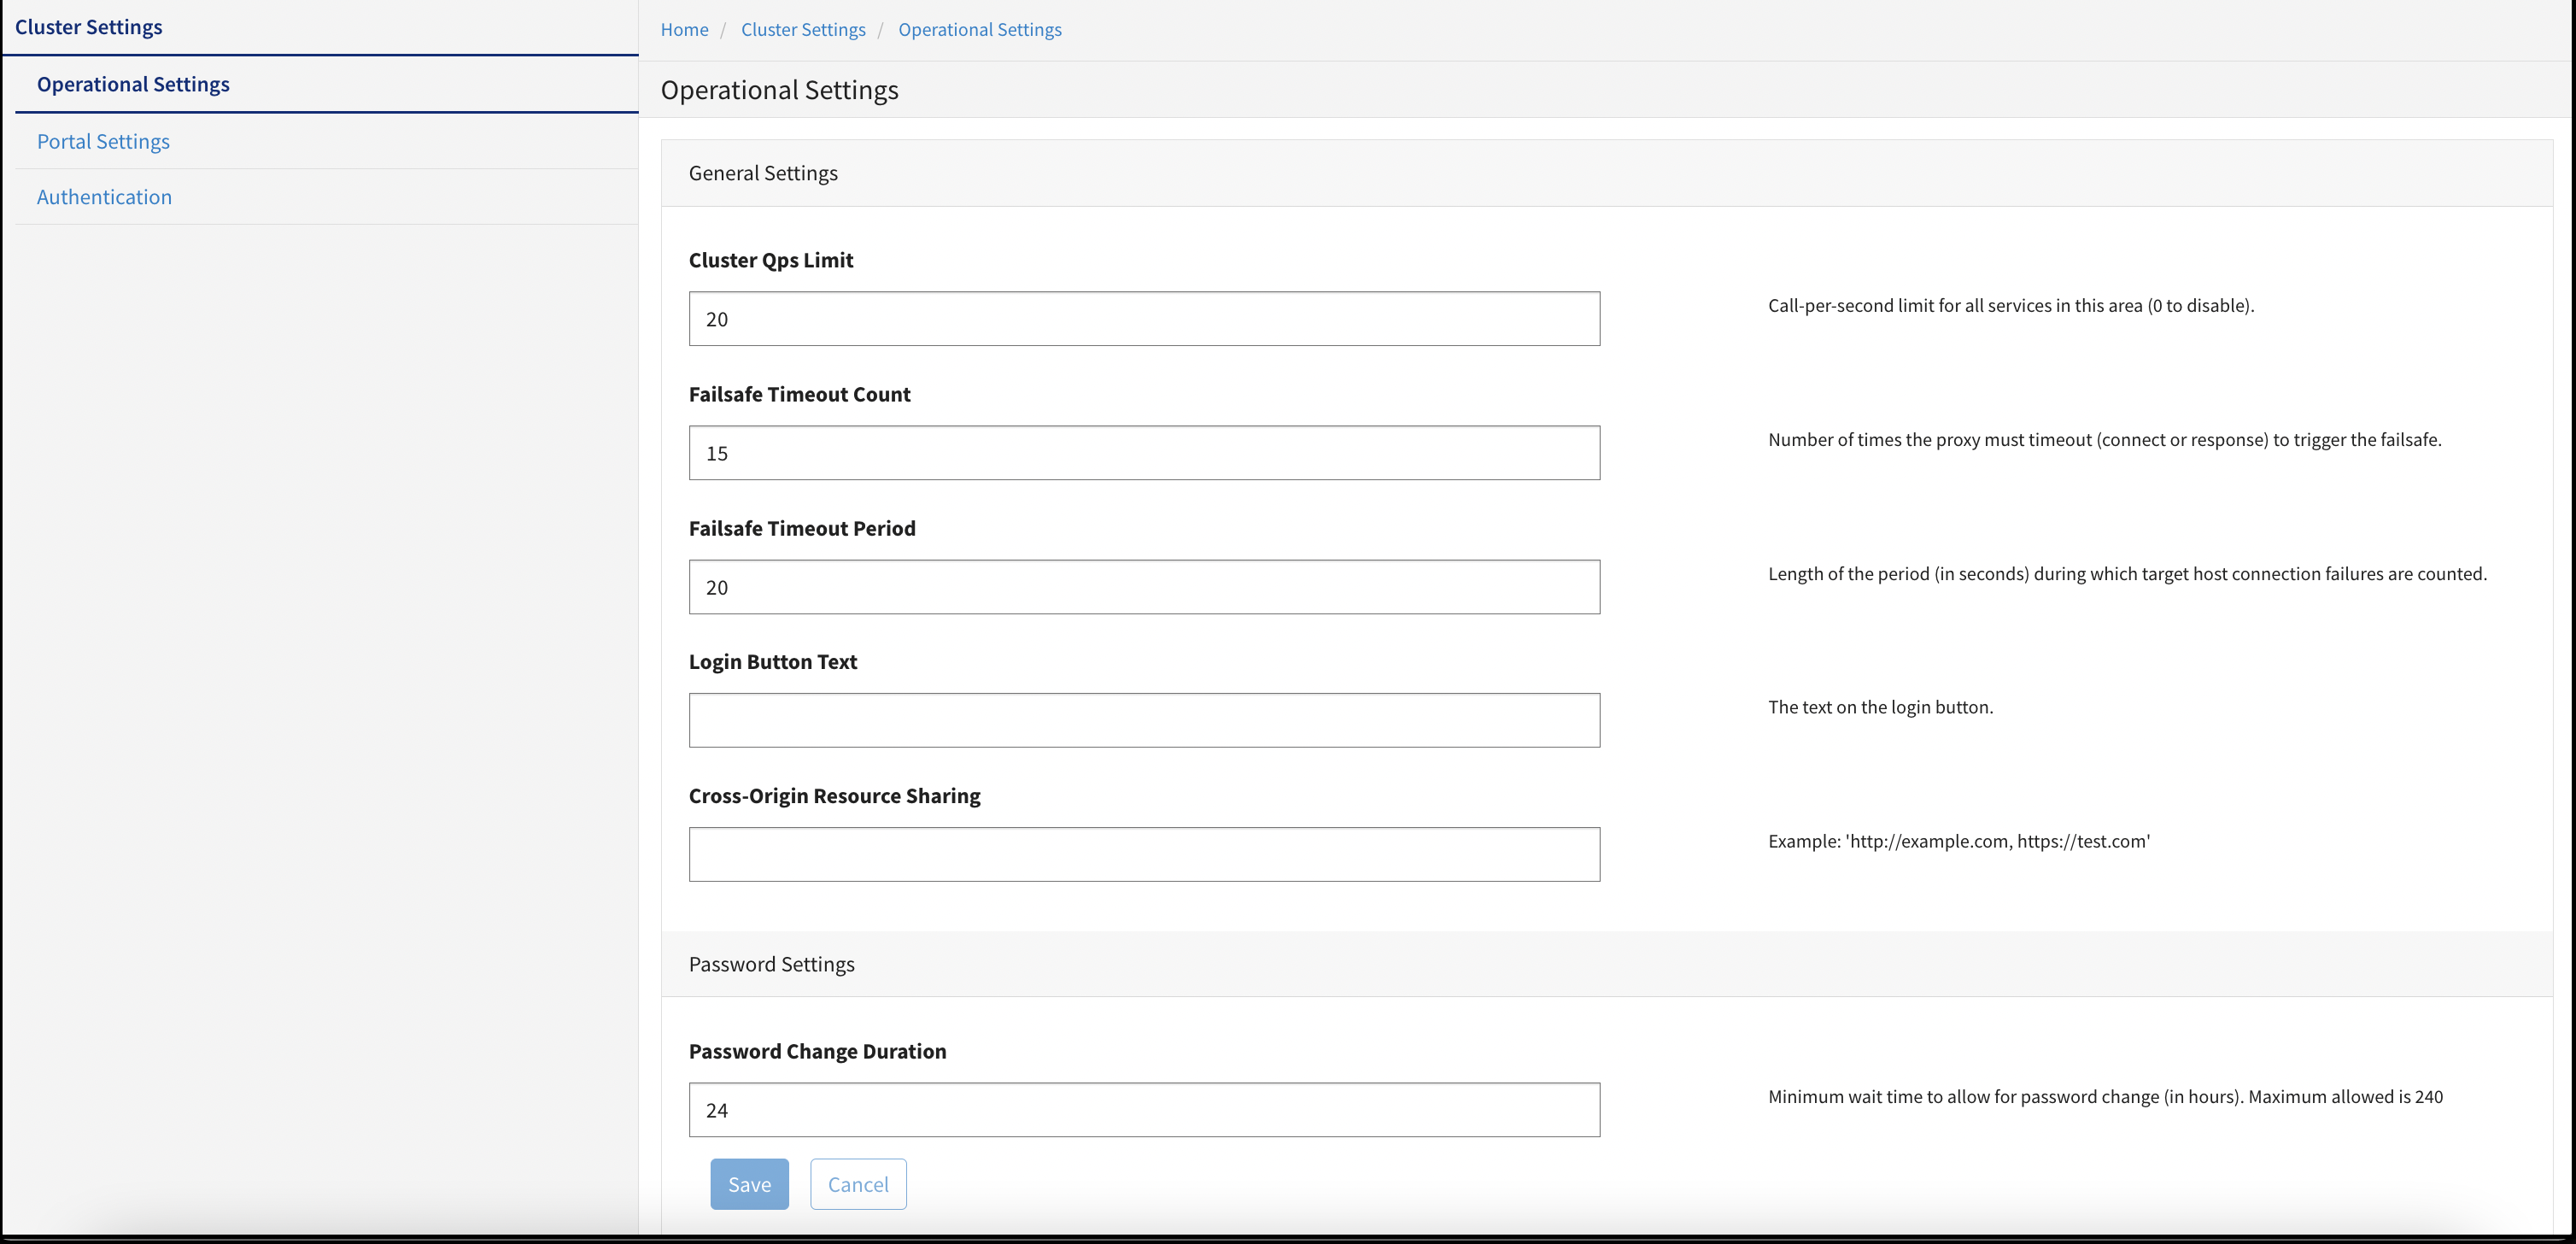 Cluster Settings
Operational Settings
Portal Settings
Authentication
Home / Cluster Settings / Operational Settings
Operational Settings
General Settings
Cluster Qps Limit
20
Call-per-second limit for all services in this area (0 to disable).
Failsafe Timeout Count
15
Number of times the proxy must timeout (connect or response) to trigger the failsafe.
Failsafe Timeout Period
20
Length of the period (in seconds) during which target host connection failures are counted.
Login Button Text
The text on the login button.
Cross-Origin Resource Sharing
Example: 'http://example.com, https://test.com'
Password Settings
Password Change Duration
24
Minimum wait time to allow for password change (in hours). Maximum allowed is 240
Save Cancel